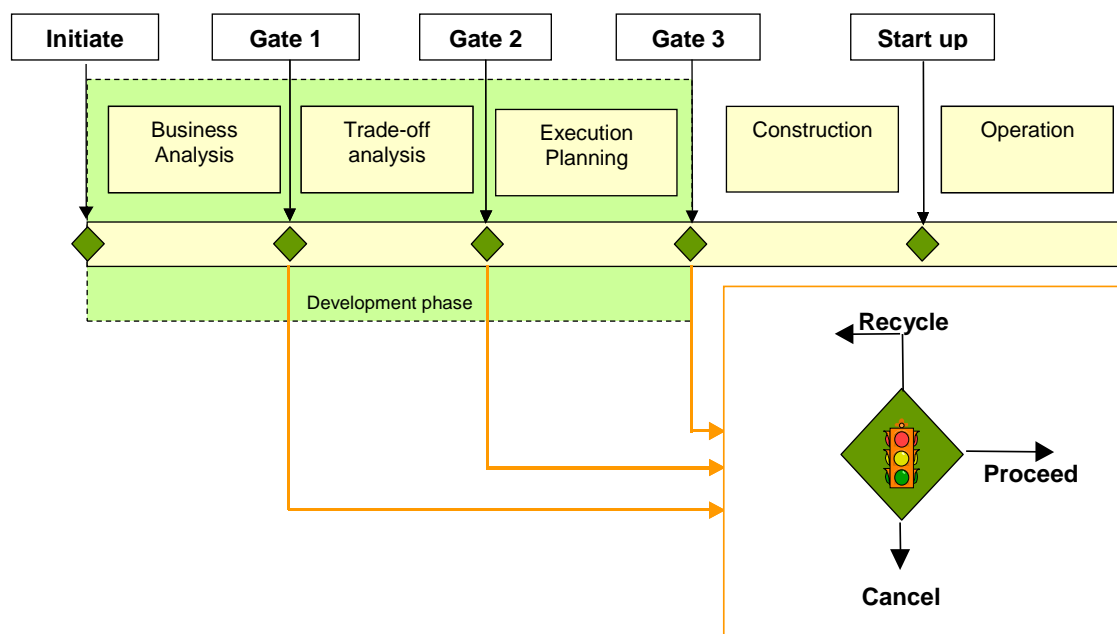 Initiate
Gate 1
Gate 2
Gate 3
Start up
Business
Analysis
Trade-off
analysis
Execution
Planning
Construction
Operation
Development phase
Recycle
Proceed
Cancel